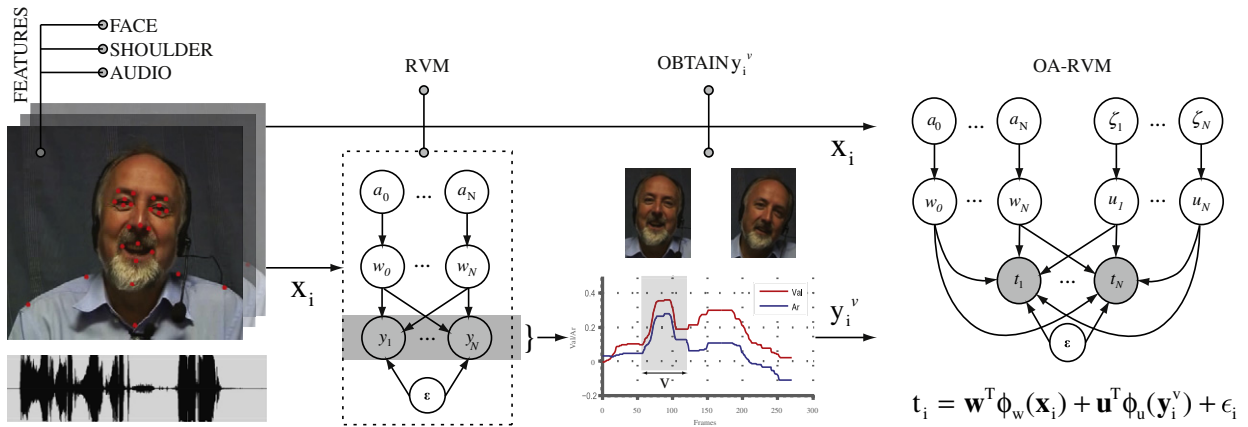 FEATURES
FACE
SHOULDER
AUDIO
RVM
OBTAIN y_i^v
OA-RVM
x_i
x_i
a_0 ... a_N
w_0 ... w_N
y_1 ... y_N
ε
}
Val/Ar
0.4
0.2
0
-0.2
0 50 100 150 200 250 300
Frames
Val
Ar
v
y_i^v
a_0 ... a_N ζ_1 ... ζ_N
w_0 ... w_N u_1 ... u_N
t_1 ... t_N
ε
t_i = w^T ϕ_w(x_i) + u^T ϕ_u(y_i^v) + ϵ_i